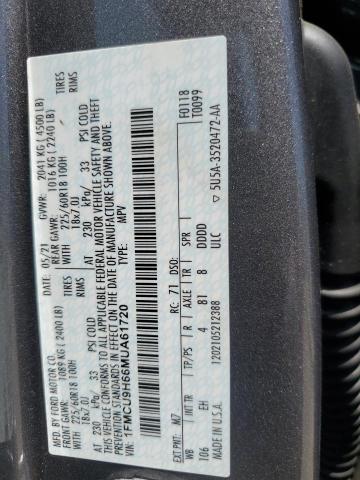 MFD. BY FORD MOTOR CO.
DATE: 05/21 GVWR: 2041 KG (4500 LB)
FRONT GAWR: 1089 KG (2400 LB) REAR GAWR: 1016 KG (2240 LB)
WITH 225/60R18 100H TIRES WITH 225/60R18 100H TIRES
18x7.0J RIMS 18x7.0J RIMS
AT 230 kPa/ 33 PSI COLD AT 230 kPa/ 33 PSI COLD
THIS VEHICLE CONFORMS TO ALL APPLICABLE FEDERAL MOTOR VEHICLE SAFETY AND THEFT
PREVENTION STANDARDS IN EFFECT ON THE DATE OF MANUFACTURE SHOWN ABOVE.
VIN: 1FMCU9H66MUA61720 F0118
TYPE: MPV T0099
EXT PNT: M7 RC: 71 DSO:
WB TP/PS R AXLE TR SPR
106 EH 4 81 8 DDDD
1202105212388 ULC ▽ 5U5A-3520472-AA
MADE IN U.S.A.